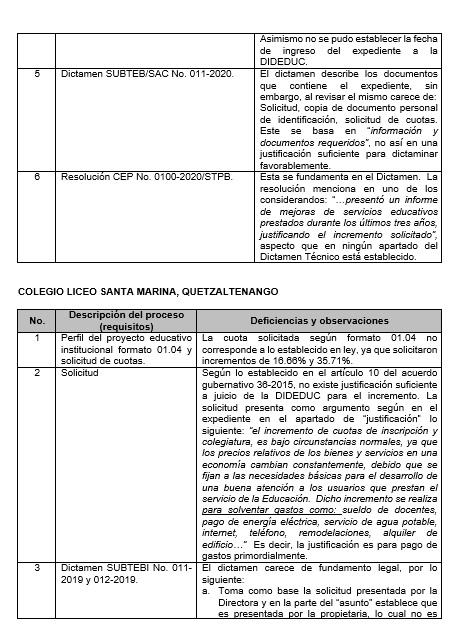 Asimismo no se pudo establecer la fecha
de ingreso del expediente a la
DIDEDUC.
5
Dictamen SUBTEB/SAC No. 011-2020.
El dictamen describe los documentos
que contiene el expediente, sin
embargo, al revisar el mismo carece de:
Solicitud, copia de documento personal
de identificación, solicitud de cuotas.
Este se basa en "información y
documentos requeridos", no así en una
justificación suficiente para dictaminar
favorablemente.
6
Resolución CEP No. 0100-2020/STPB.
Esta se fundamenta en el Dictamen. La
resolución menciona en uno de los
considerandos: "…presentó un informe
de mejoras de servicios educativos
prestados durante los últimos tres años,
justificando el incremento solicitado",
aspecto que en ningún apartado del
Dictamen Técnico está establecido.
COLEGIO LICEO SANTA MARINA, QUETZALTENANGO
No.
Descripción del proceso
(requisitos)
Deficiencias y observaciones
1
Perfil del proyecto educativo
institucional formato 01.04 y
solicitud de cuotas.
La cuota solicitada según formato 01.04 no
corresponde a lo establecido en ley, ya que solicitaron
incrementos de 16.66% y 35.71%.
2
Solicitud
Según lo establecido en el artículo 10 del acuerdo
gubernativo 36-2015, no existe justificación suficiente
a juicio de la DIDEDUC para el incremento. La
solicitud presenta como argumento según en el
expediente en el apartado de "justificación" lo
siguiente: "el incremento de cuotas de inscripción y
colegiatura, es bajo circunstancias normales, ya que
los precios relativos de los bienes y servicios en una
economía cambian constantemente, debido que se
fijan a las necesidades básicas para el desarrollo de
una buena atención a los usuarios que prestan el
servicio de la Educación. Dicho incremento se realiza
para solventar gastos como: sueldo de docentes,
pago de energía eléctrica, servicio de agua potable,
internet, teléfono, remodelaciones, alquiler de
edificio…" Es decir, la justificación es para pago de
gastos primordialmente.
3
Dictamen SUBTEBI No. 011-
2019 y 012-2019.
El dictamen carece de fundamento legal, por lo
siguiente:
a. Toma como base la solicitud presentada por la
Directora y en la parte del "asunto" establece que
es presentada por la propietaria, lo cual no es